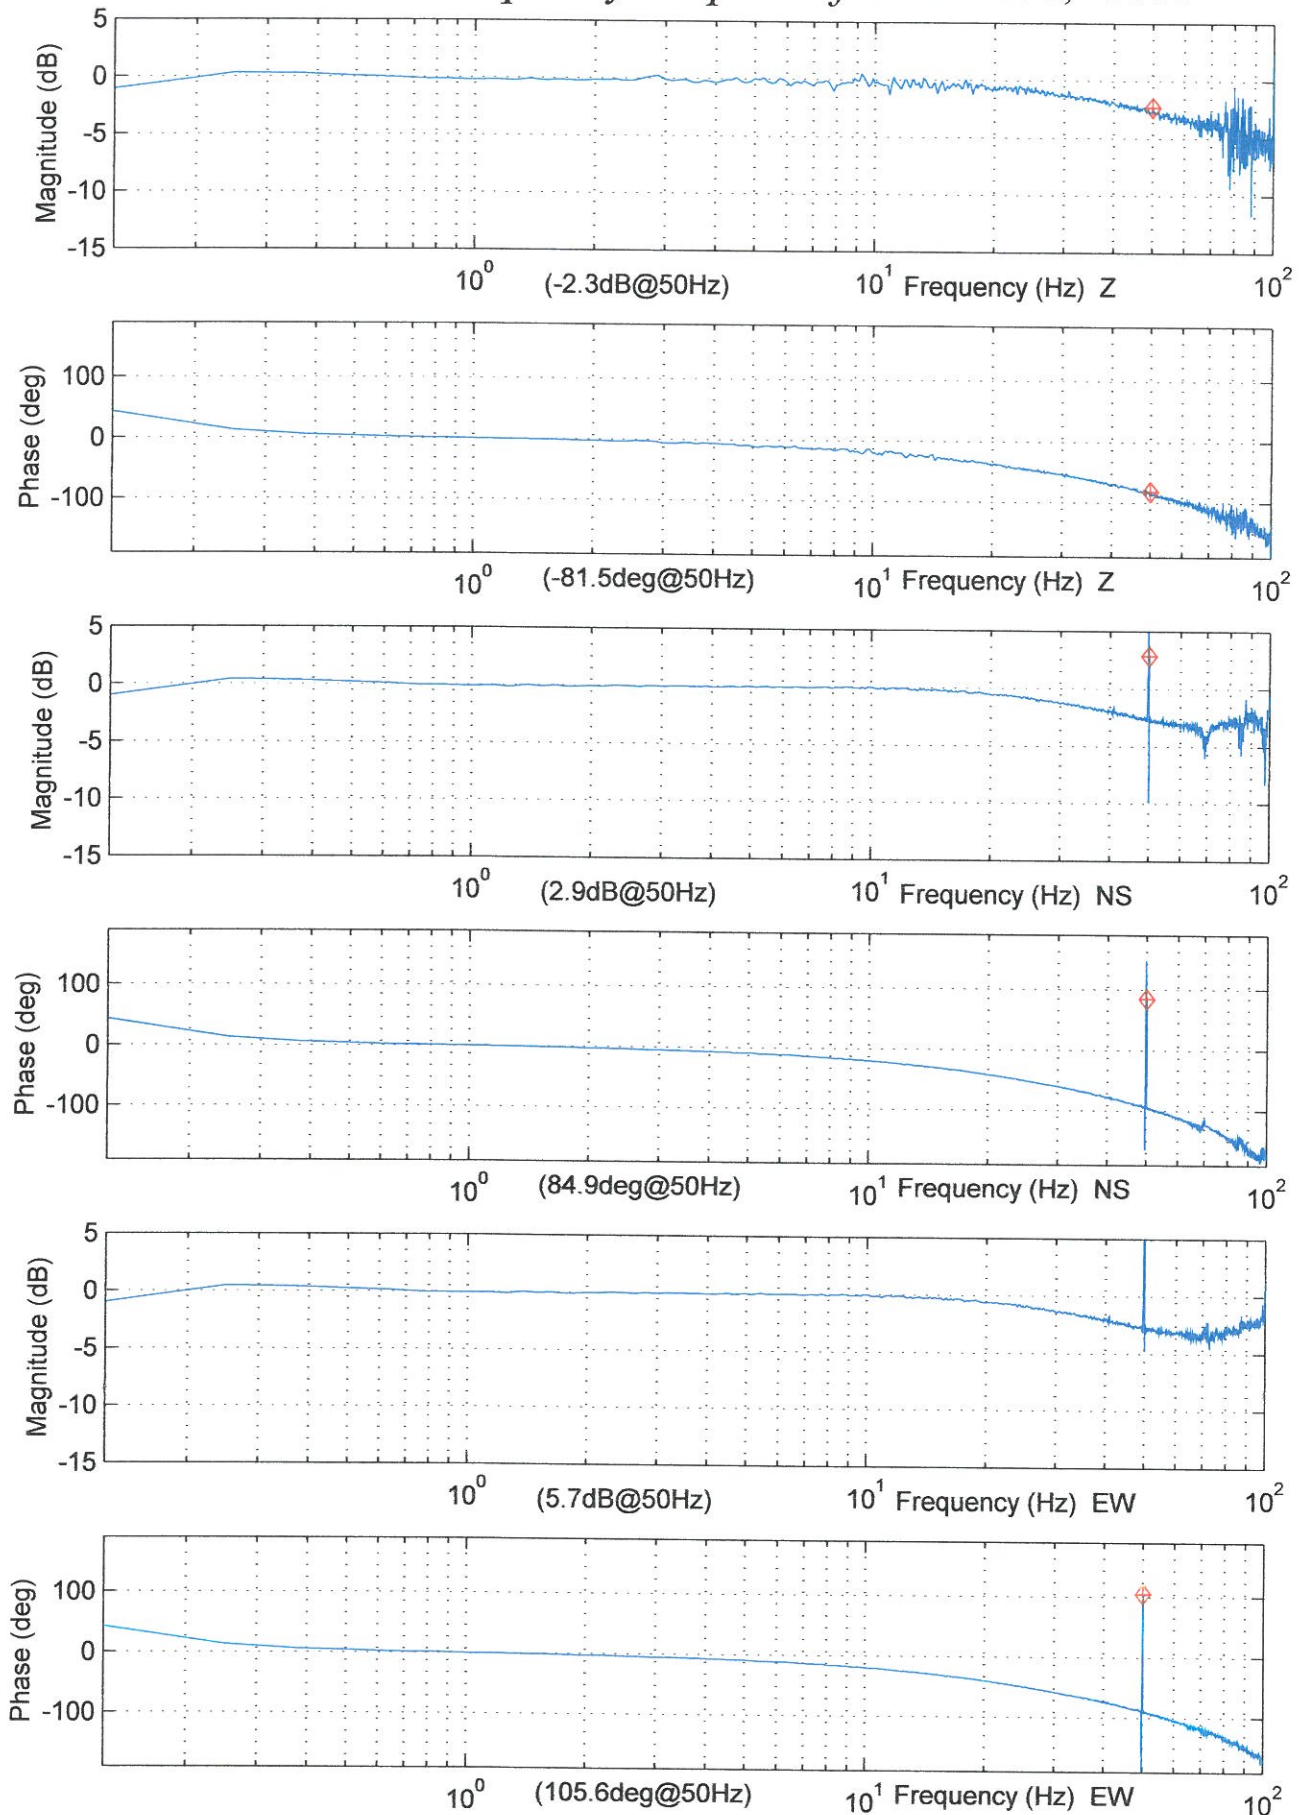 5
0
-5
-10
-15
Magnitude (dB)
10^0 (-2.3dB@50Hz) 10^1 Frequency (Hz) Z 10^2
100
0
-100
Phase (deg)
10^0 (-81.5deg@50Hz) 10^1 Frequency (Hz) Z 10^2
5
0
-5
-10
-15
Magnitude (dB)
10^0 (2.9dB@50Hz) 10^1 Frequency (Hz) NS 10^2
100
0
-100
Phase (deg)
10^0 (84.9deg@50Hz) 10^1 Frequency (Hz) NS 10^2
5
0
-5
-10
-15
Magnitude (dB)
10^0 (5.7dB@50Hz) 10^1 Frequency (Hz) EW 10^2
100
0
-100
Phase (deg)
10^0 (105.6deg@50Hz) 10^1 Frequency (Hz) EW 10^2